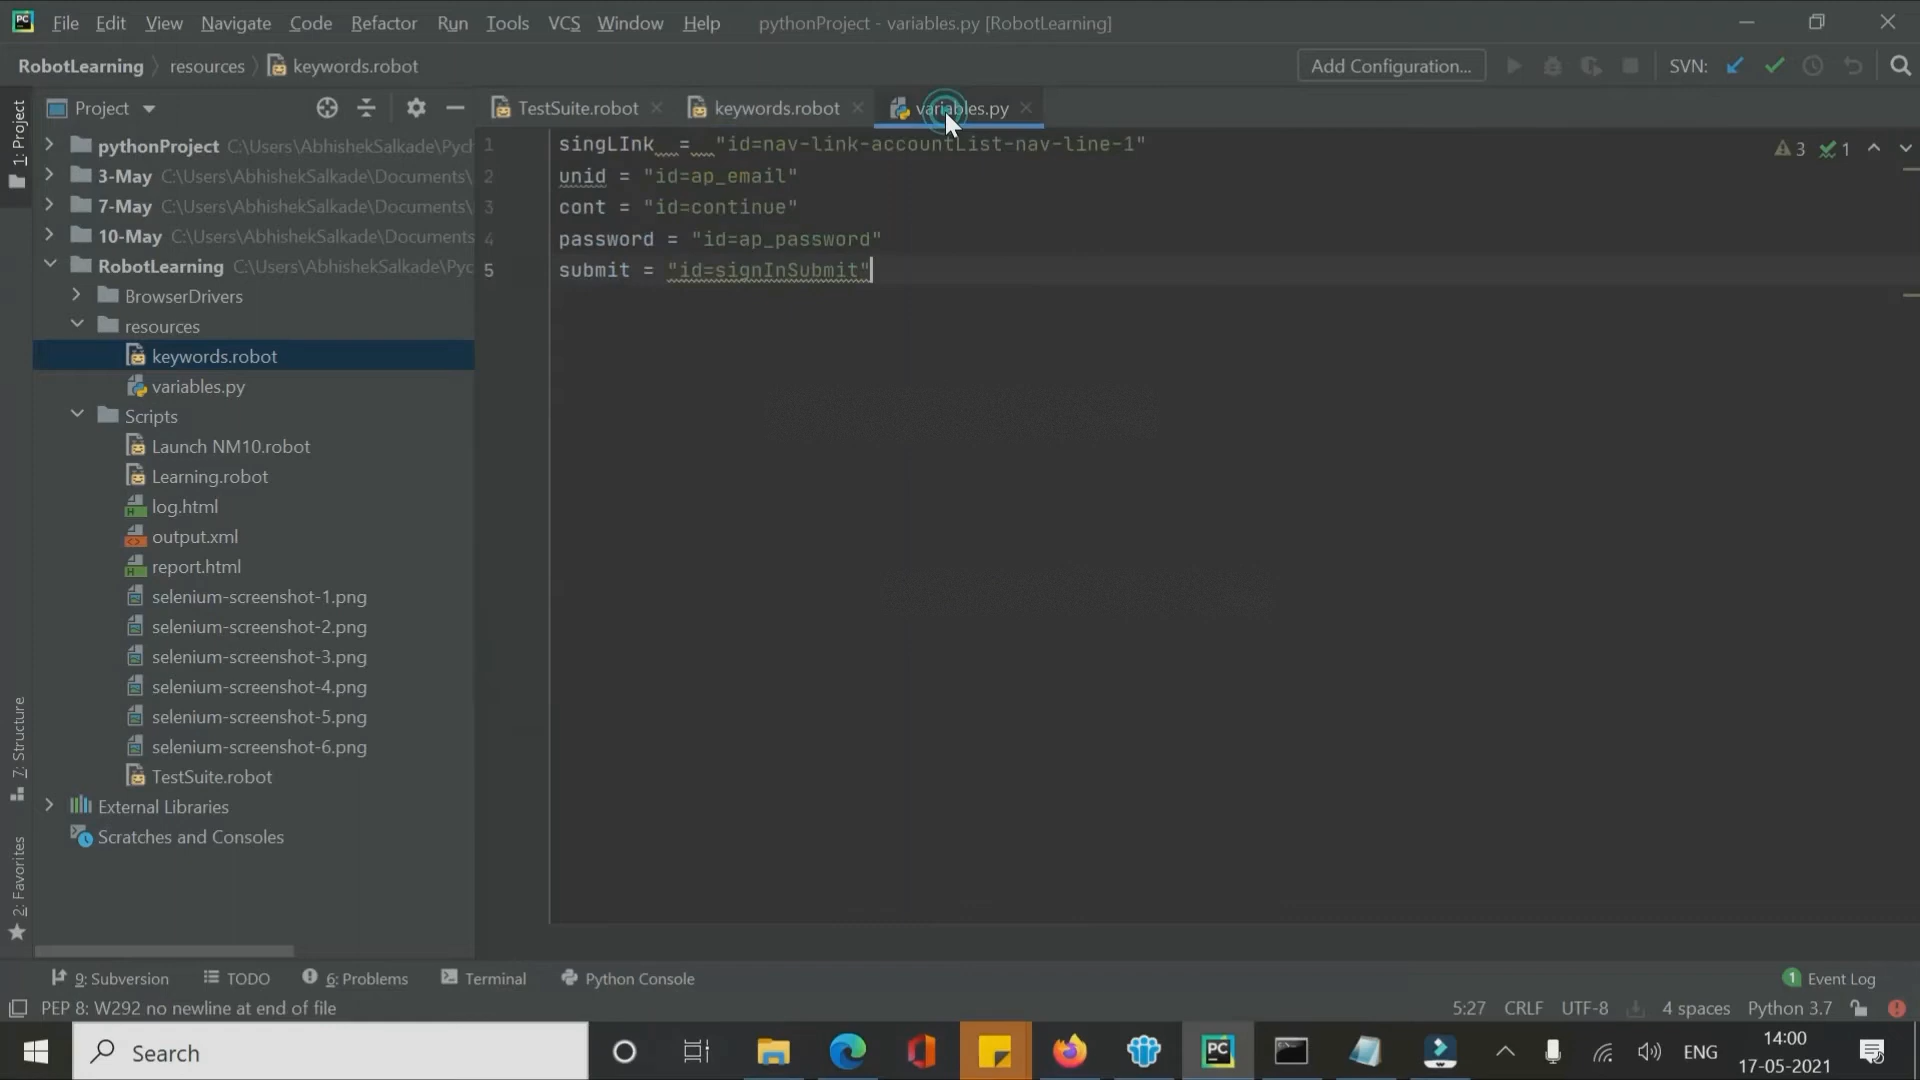 File Edit View Navigate Code Refactor Run Tools VCS Window Help pythonProject - variables.py [RobotLearning]
RobotLearning resources keywords.robot Add Configuration... SVN:
Project TestSuite.robot keywords.robot variables.py
1: Project
7: Structure
2: Favorites
pythonProject C:\Users\AbhishekSalkade\Pych
3-May C:\Users\AbhishekSalkade\Documents\
7-May C:\Users\AbhishekSalkade\Documents\
10-May C:\Users\AbhishekSalkade\Documents
RobotLearning C:\Users\AbhishekSalkade\Pyc
BrowserDrivers
resources
keywords.robot
variables.py
Scripts
Launch NM10.robot
Learning.robot
log.html
output.xml
report.html
selenium-screenshot-1.png
selenium-screenshot-2.png
selenium-screenshot-3.png
selenium-screenshot-4.png
selenium-screenshot-5.png
selenium-screenshot-6.png
TestSuite.robot
External Libraries
Scratches and Consoles
1 singLInk  =  "id=nav-link-accountList-nav-line-1"
2 unid = "id=ap_email"
3 cont = "id=continue"
4 password = "id=ap_password"
5 submit = "id=signInSubmit"
3 1
9: Subversion TODO 6: Problems Terminal Python Console 1 Event Log
PEP 8: W292 no newline at end of file 5:27 CRLF UTF-8 4 spaces Python 3.7
Search PC ENG 14:00
17-05-2021